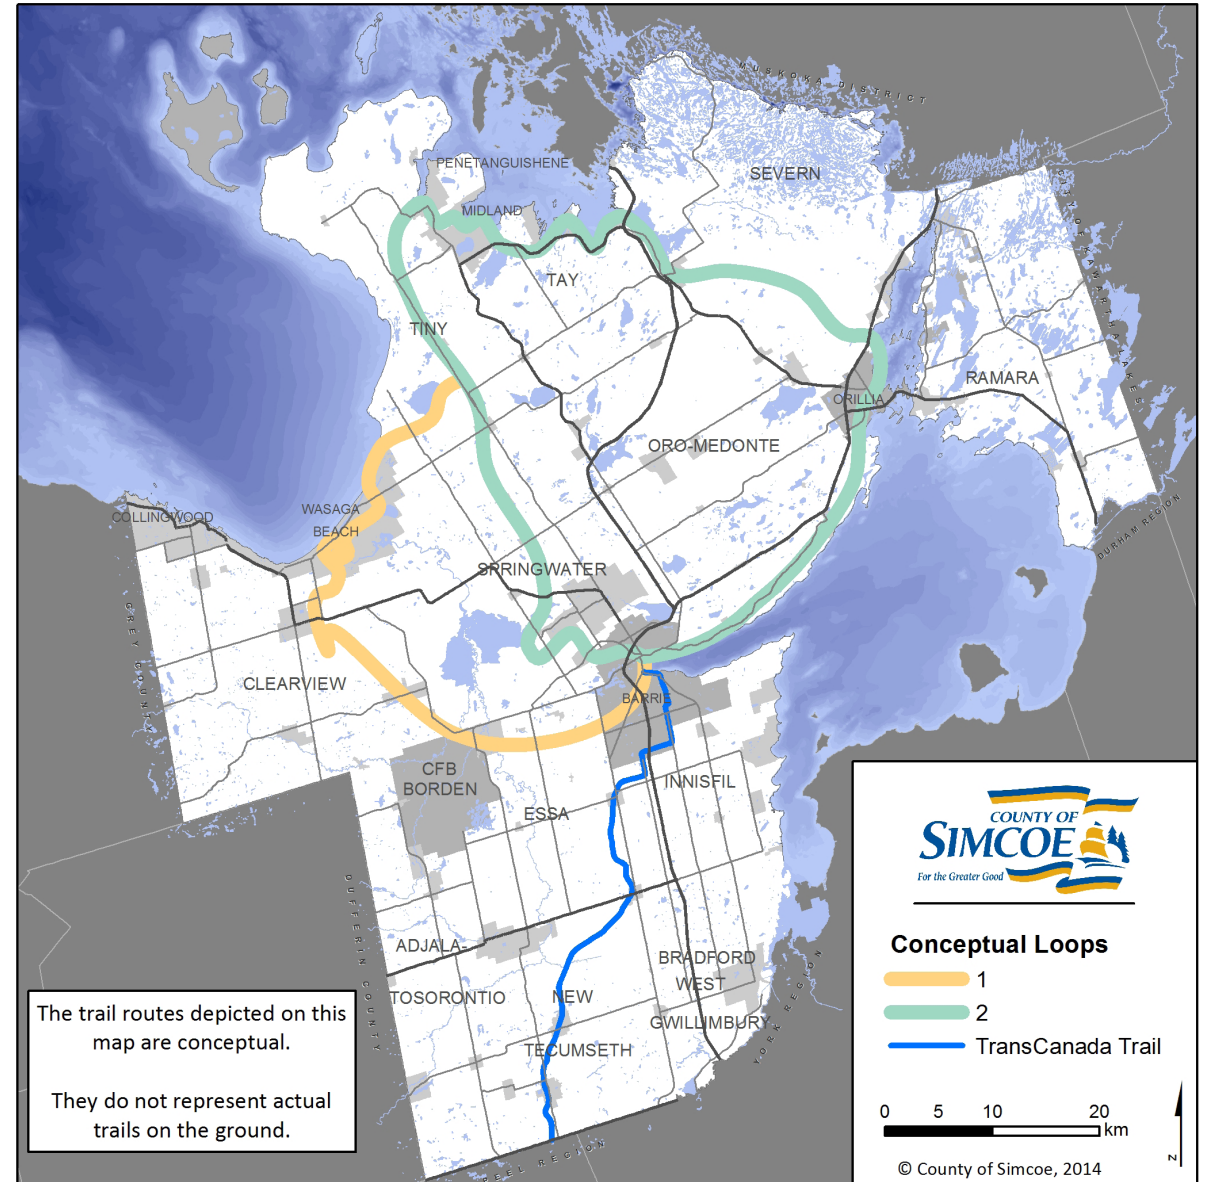 MUSKOKA DISTRICT
PENETANGUISHENE
SEVERN
MIDLAND
CITY OF KAWARTHA LAKES
TAY
TINY
RAMARA
ORILLIA
ORO-MEDONTE
WASAGA
BEACH
COLLINGWOOD
DURHAM REGION
SPRINGWATER
GREY COUNTY
CLEARVIEW
BARRIE
CFB
BORDEN
INNISFIL
ESSA
DUFFERIN COUNTY
ADJALA-
TOSORONTIO
BRADFORD
WEST
GWILLIMBURY
NEW
TECUMSETH
YORK REGION
PEEL REGION
The trail routes depicted on this
map are conceptual.
They do not represent actual
trails on the ground.
COUNTY OF
SIMCOE
For the Greater Good
Conceptual Loops
1
2
TransCanada Trail
0 5 10 20
km
N
© County of Simcoe, 2014